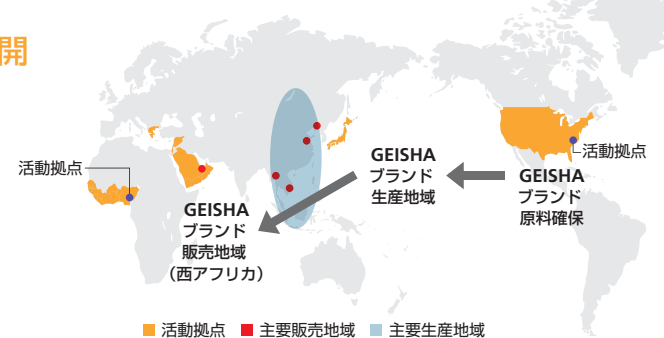 開
活動拠点
GEISHA
ブランド
販売地域
（西アフリカ）
GEISHA
ブランド
生産地域
GEISHA
ブランド
原料確保
活動拠点
活動拠点 主要販売地域 主要生産地域